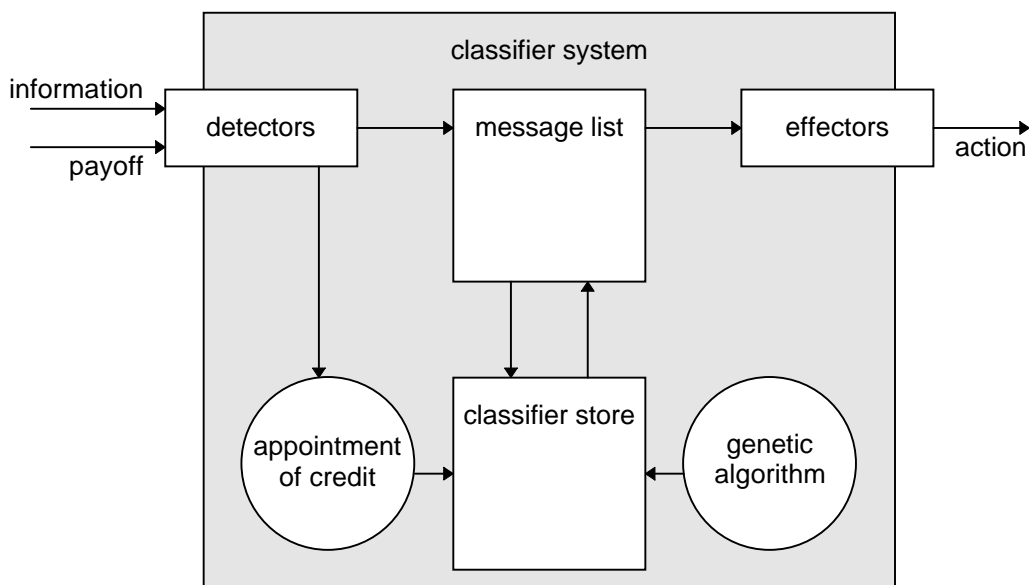 classifier system
information
payoff
detectors
message list
effectors
action
appointment
of credit
classifier store
genetic
algorithm